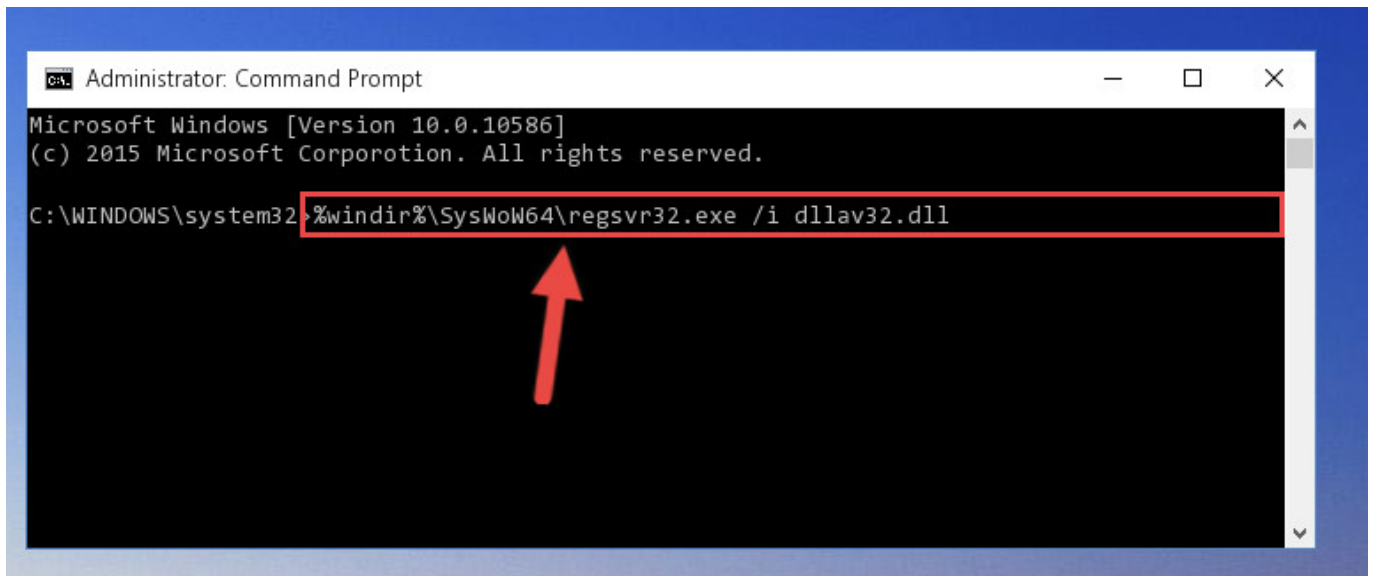 Administrator: Command Prompt
Microsoft Windows [Version 10.0.10586]
(c) 2015 Microsoft Corporotion. All rights reserved.
C:\WINDOWS\system32>%windir%\SysWoW64\regsvr32.exe /i dllav32.dll